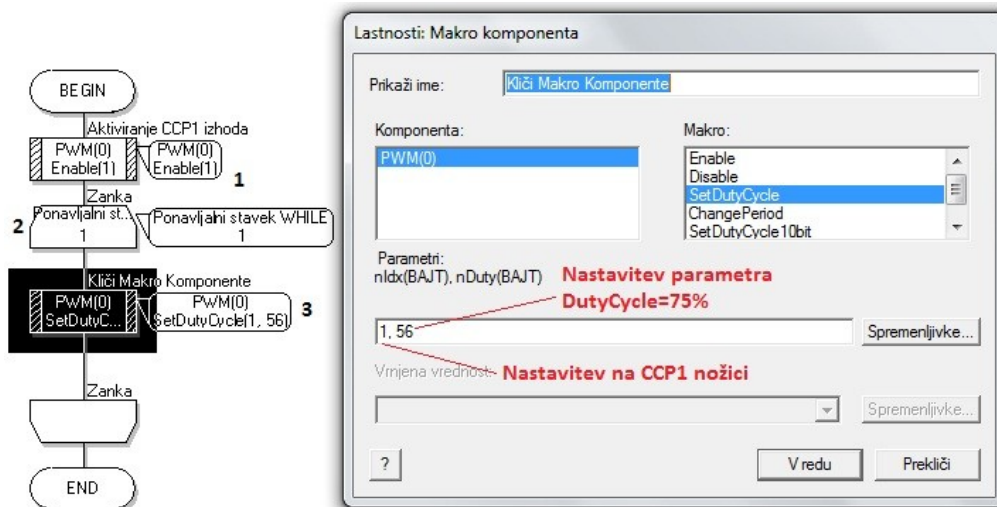 BEGIN
Aktiviranje CCP1 izhoda
PWM(0)
Enable(1)
PWM(0)
Enable(1)
1
Zanka
2
Ponavljalni st...
1
Ponavljalni stavek WHILE
1
Kliči Makro Komponente
PWM(0)
SetDutyC...
PWM(0)
SetDutyCycle(1, 56)
3
Zanka
END
Lastnosti: Makro komponenta
Prikaži ime:
Kliči Makro Komponente
Komponenta:
PWM(0)
Makro:
Enable
Disable
SetDutyCycle
ChangePeriod
SetDutyCycle10bit
Parametri:
nIdx(BAJT), nDuty(BAJT)
Nastavitev parametra
DutyCycle=75%
1, 56
Spremenljivke...
Vrnjena vrednost:
Nastavitev na CCP1 nožici
Spremenljivke...
?
V redu
Prekliči